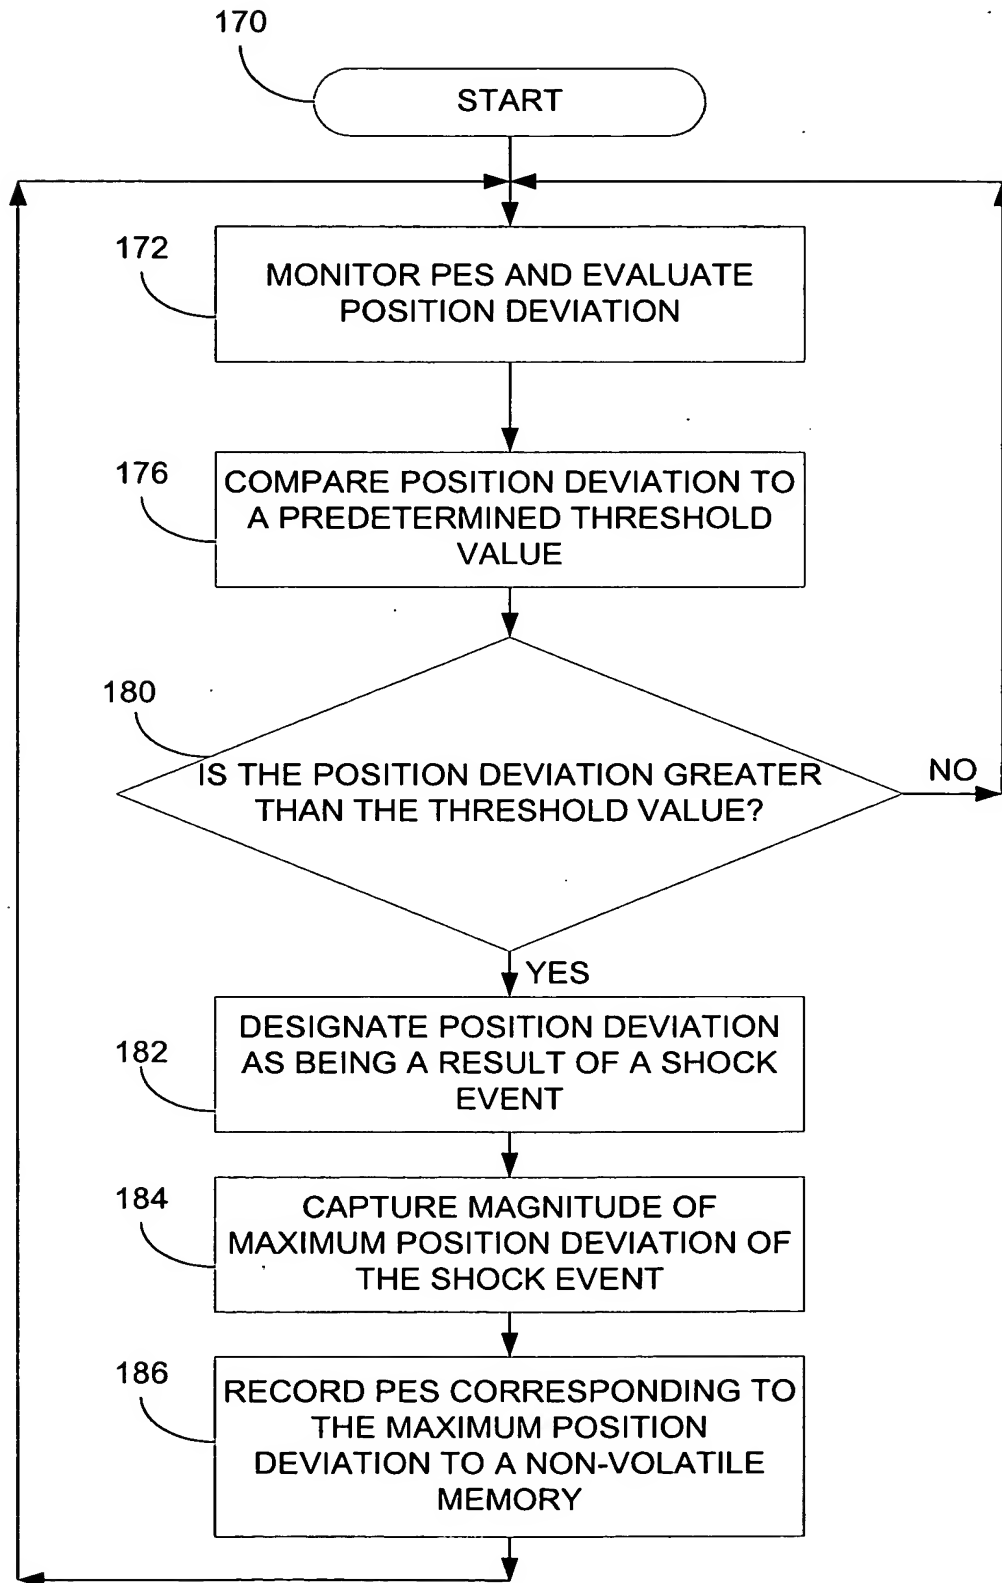 170
START
172
MONITOR PES AND EVALUATE
POSITION DEVIATION
176
COMPARE POSITION DEVIATION TO
A PREDETERMINED THRESHOLD
VALUE
180
IS THE POSITION DEVIATION GREATER
THAN THE THRESHOLD VALUE?
NO
YES
182
DESIGNATE POSITION DEVIATION
AS BEING A RESULT OF A SHOCK
EVENT
184
CAPTURE MAGNITUDE OF
MAXIMUM POSITION DEVIATION OF
THE SHOCK EVENT
186
RECORD PES CORRESPONDING TO
THE MAXIMUM POSITION
DEVIATION TO A NON-VOLATILE
MEMORY